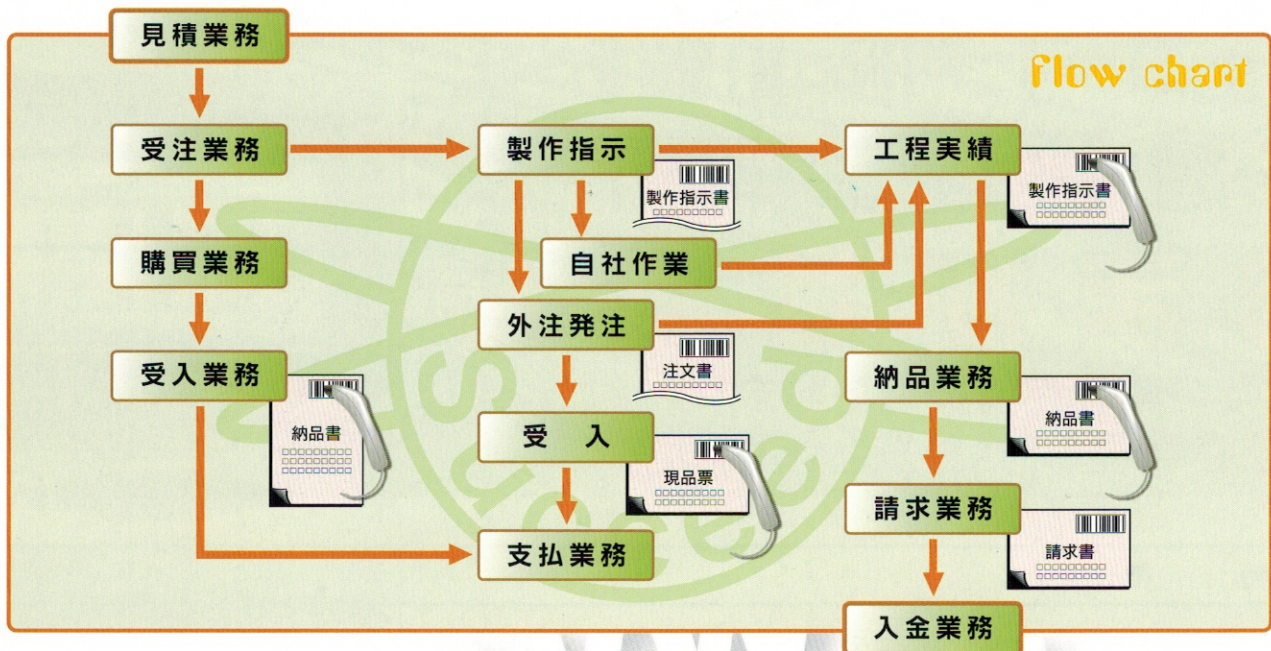 見積業務
flow chart
受注業務
製作指示
工程実績
製作指示書
製作指示書
購買業務
自社作業
外注発注
注文書
受入業務
納品書
納品業務
納品書
受 入
現品票
請求業務
請求書
支払業務
入金業務
Succeed